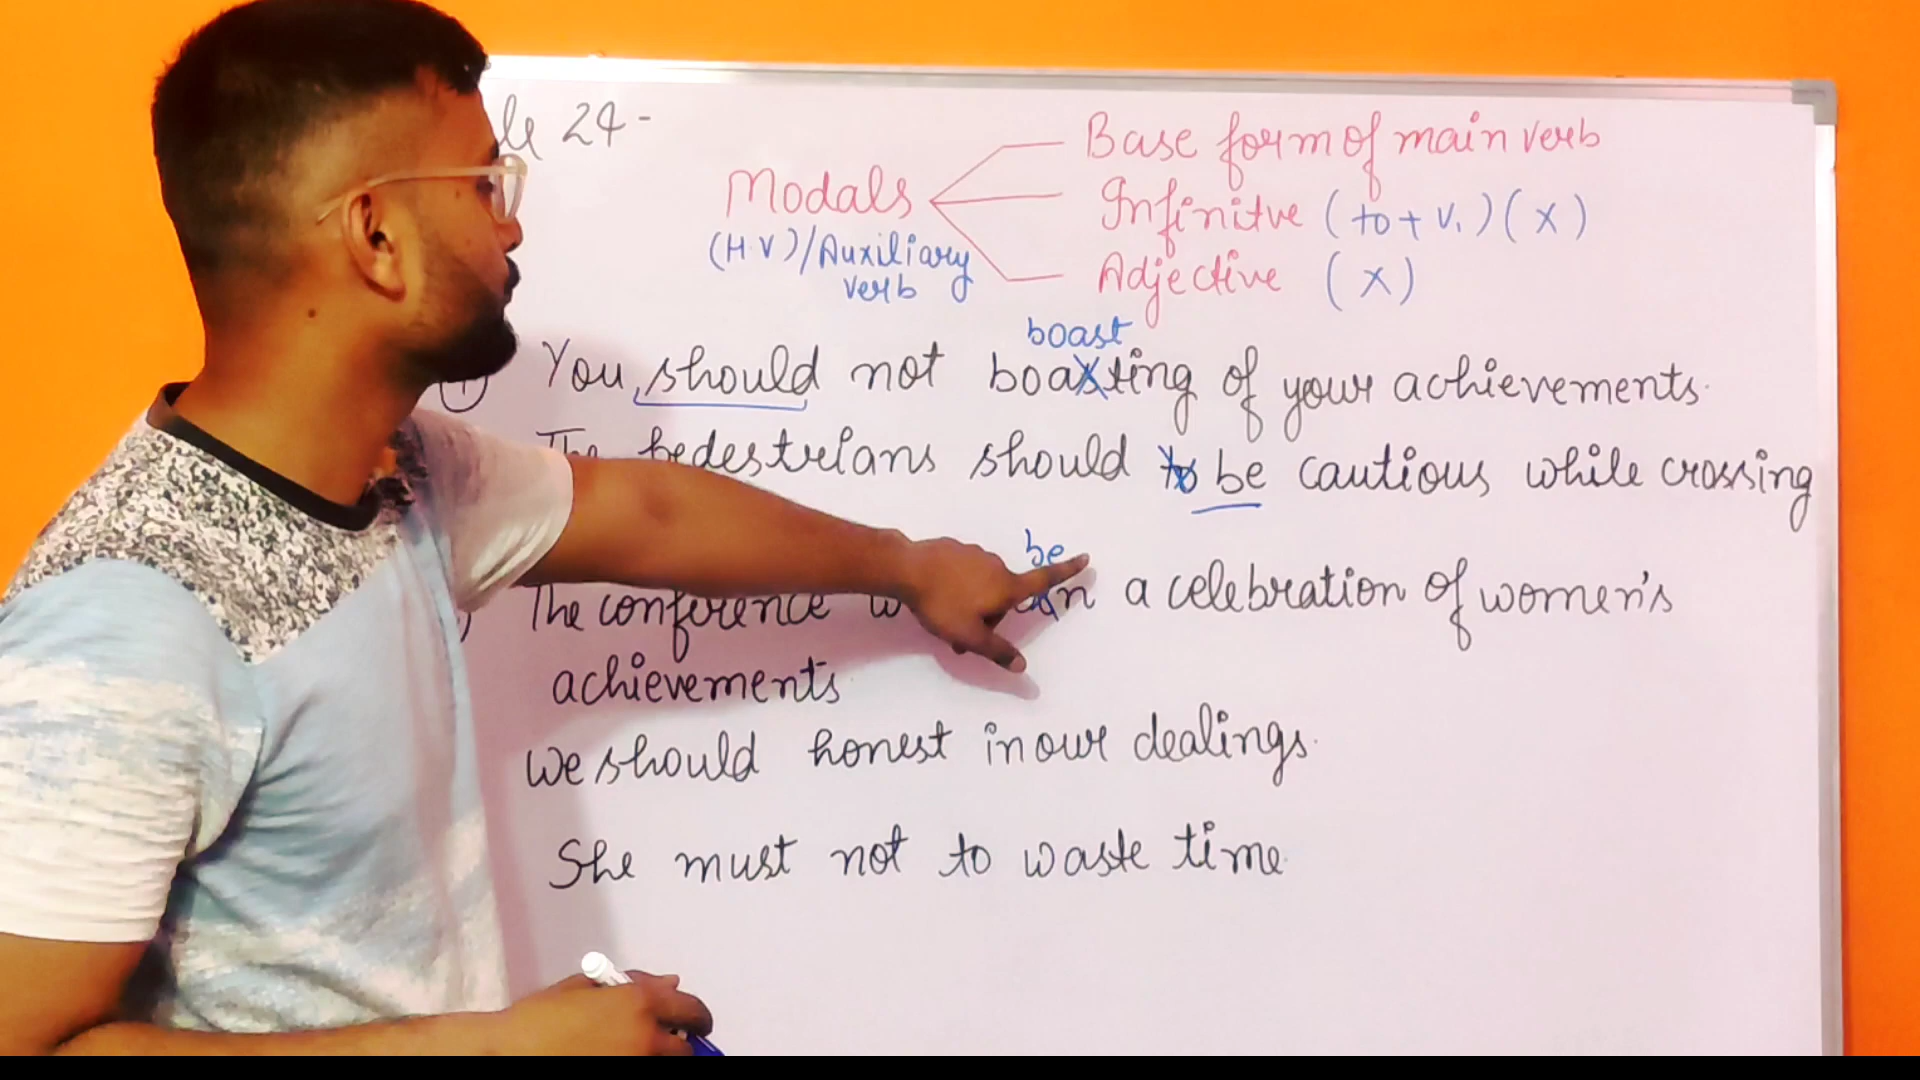 24-
Modals
(H.V)/Auxiliary
verb
Base form of main verb
Infinitve (to + V₁) (X)
Adjective (X)
boast
You should not boasting of your achievements.
The pedestrians should to be cautious while crossing
be
The conference a celebration of women's
achievements
We should honest in our dealings.
She must not to waste time